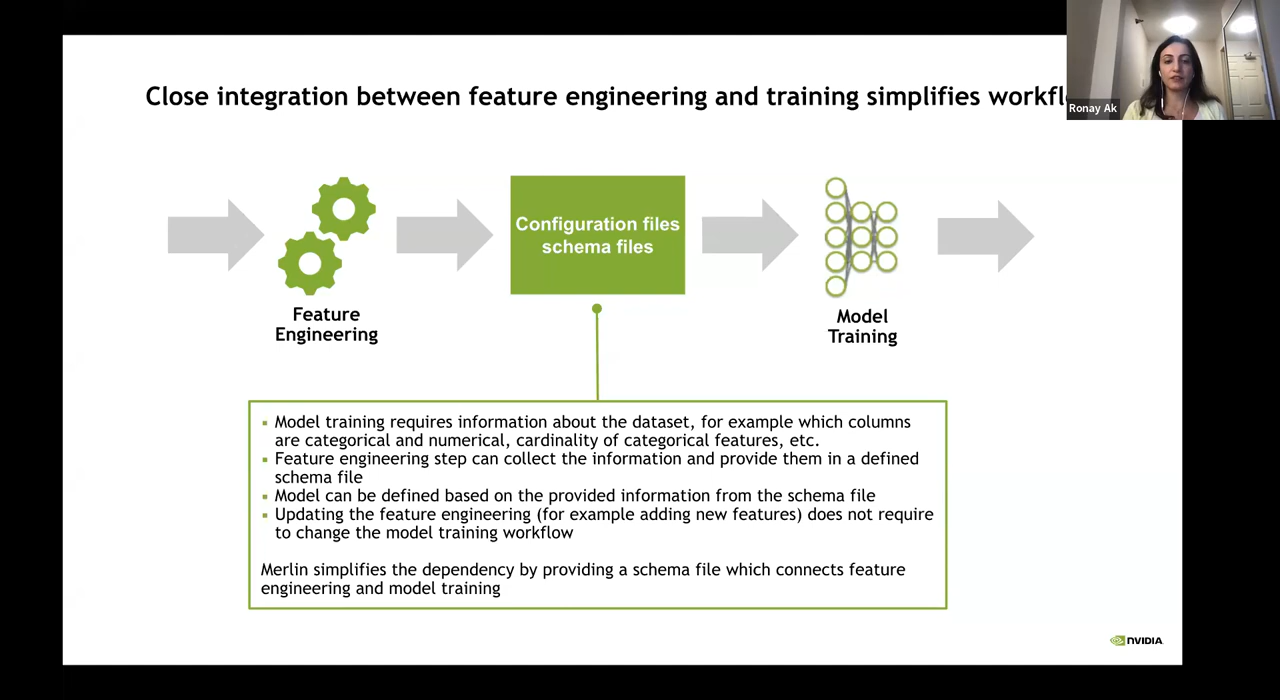 Close integration between feature engineering and training simplifies
Ronay Ak
Configuration files
schema files
Feature
Engineering
Model
Training
▪ Model training requires information about the dataset, for example which columns
are categorical and numerical, cardinality of categorical features, etc.
▪ Feature engineering step can collect the information and provide them in a defined
schema file
▪ Model can be defined based on the provided information from the schema file
▪ Updating the feature engineering (for example adding new features) does not require
to change the model training workflow
Merlin simplifies the dependency by providing a schema file which connects feature
engineering and model training
NVIDIA